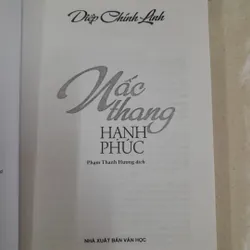 Diệp Chính Linh
Nấc
thang
HẠNH
PHÚC
Phạm Thanh Hương dịch
NHÀ XUẤT BẢN VĂN HỌC